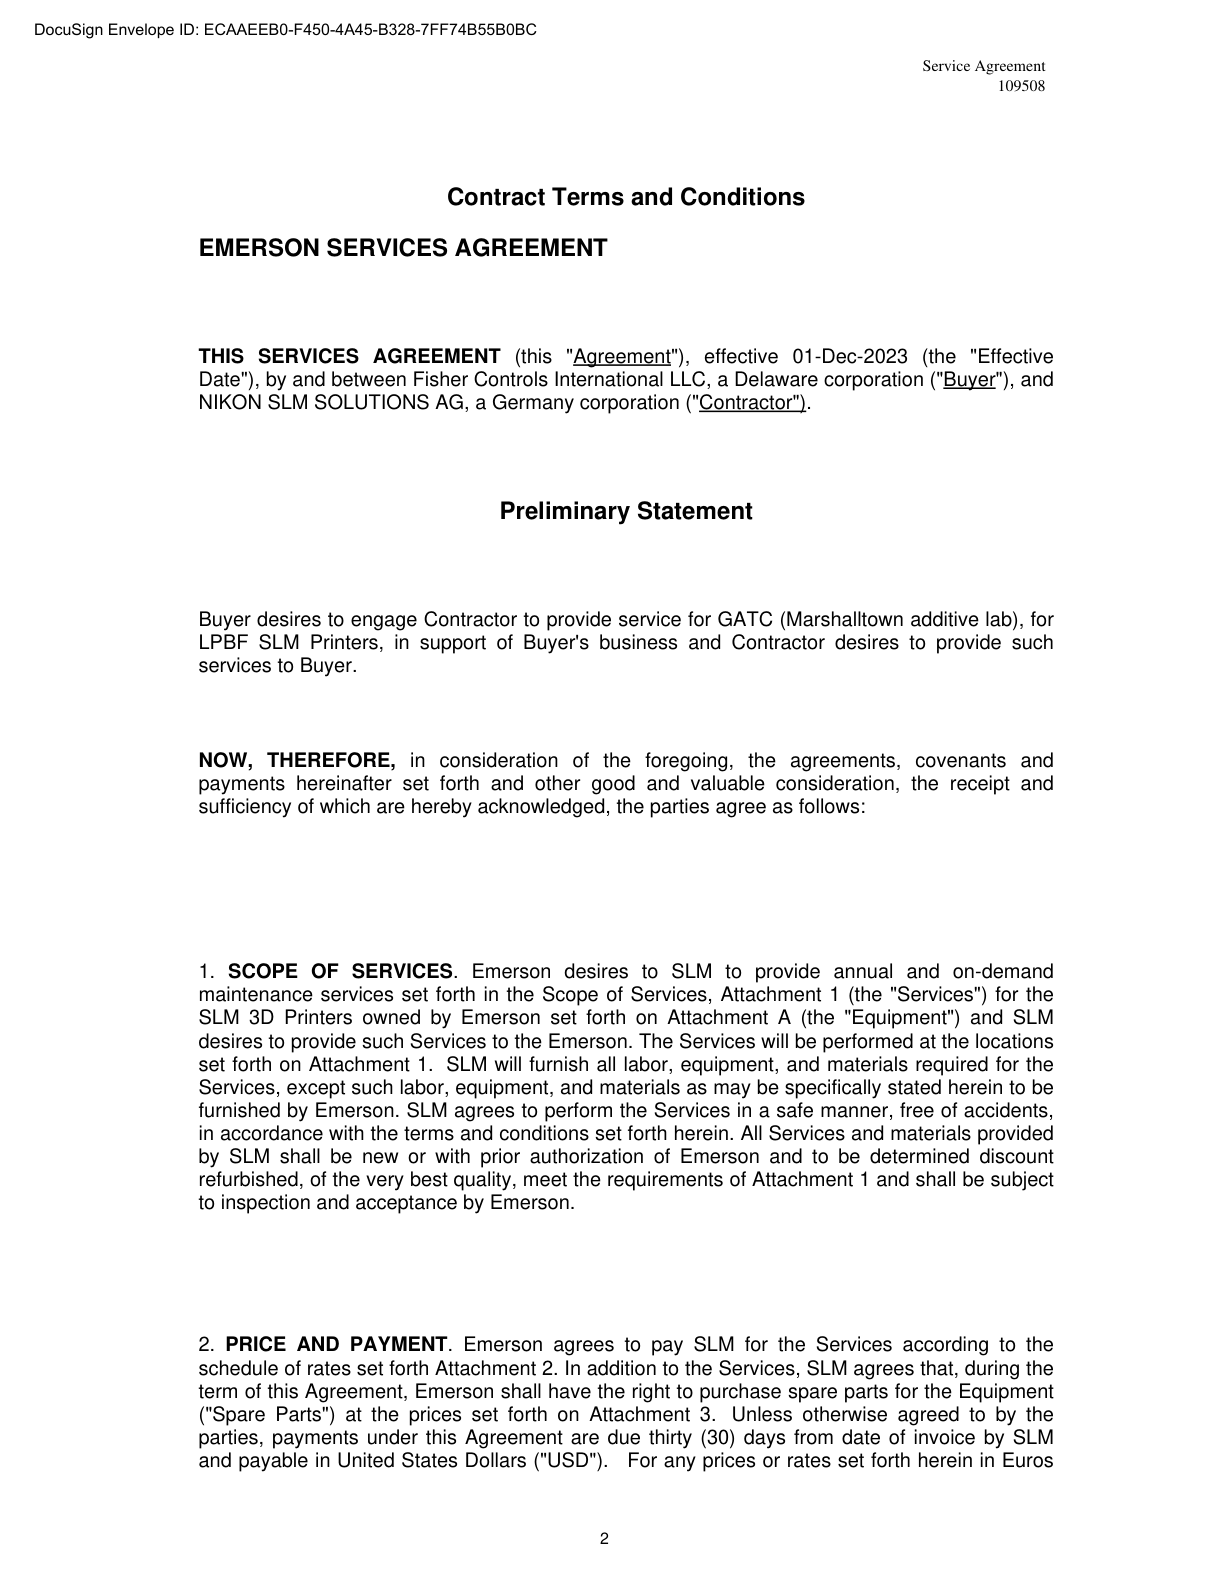 DocuSign Envelope ID: ECAAEEB0-F450-4A45-B328-7FF74B55B0BC
Service Agreement
109508
Contract Terms and Conditions
EMERSON SERVICES AGREEMENT
THIS SERVICES AGREEMENT (this "Agreement"), effective 01-Dec-2023 (the "Effective
Date"), by and between Fisher Controls International LLC, a Delaware corporation ("Buyer"), and
NIKON SLM SOLUTIONS AG, a Germany corporation ("Contractor").
Preliminary Statement
Buyer desires to engage Contractor to provide service for GATC (Marshalltown additive lab), for
LPBF SLM Printers, in support of Buyer's business and Contractor desires to provide such
services to Buyer.
NOW, THEREFORE, in consideration of the foregoing, the agreements, covenants and
payments hereinafter set forth and other good and valuable consideration, the receipt and
sufficiency of which are hereby acknowledged, the parties agree as follows:
1. SCOPE OF SERVICES. Emerson desires to SLM to provide annual and on-demand
maintenance services set forth in the Scope of Services, Attachment 1 (the "Services") for the
SLM 3D Printers owned by Emerson set forth on Attachment A (the "Equipment") and SLM
desires to provide such Services to the Emerson. The Services will be performed at the locations
set forth on Attachment 1.  SLM will furnish all labor, equipment, and materials required for the
Services, except such labor, equipment, and materials as may be specifically stated herein to be
furnished by Emerson. SLM agrees to perform the Services in a safe manner, free of accidents,
in accordance with the terms and conditions set forth herein. All Services and materials provided
by SLM shall be new or with prior authorization of Emerson and to be determined discount
refurbished, of the very best quality, meet the requirements of Attachment 1 and shall be subject
to inspection and acceptance by Emerson.
2. PRICE AND PAYMENT. Emerson agrees to pay SLM for the Services according to the
schedule of rates set forth Attachment 2. In addition to the Services, SLM agrees that, during the
term of this Agreement, Emerson shall have the right to purchase spare parts for the Equipment
("Spare Parts") at the prices set forth on Attachment 3.  Unless otherwise agreed to by the
parties, payments under this Agreement are due thirty (30) days from date of invoice by SLM
and payable in United States Dollars ("USD").   For any prices or rates set forth herein in Euros
2